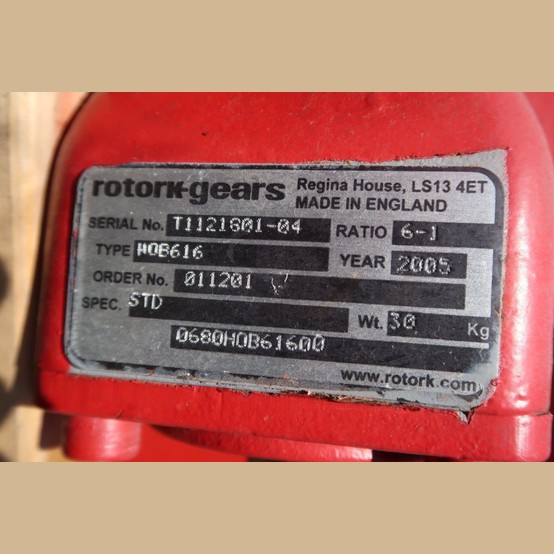 rotork-gears Regina House, LS13 4ET
MADE IN ENGLAND
SERIAL No. T1121801-04 RATIO 6-1
TYPE HOB616 YEAR 2005
ORDER No. 011201
SPEC. STD Wt. 30 Kg
0680HOB61600
www.rotork.com